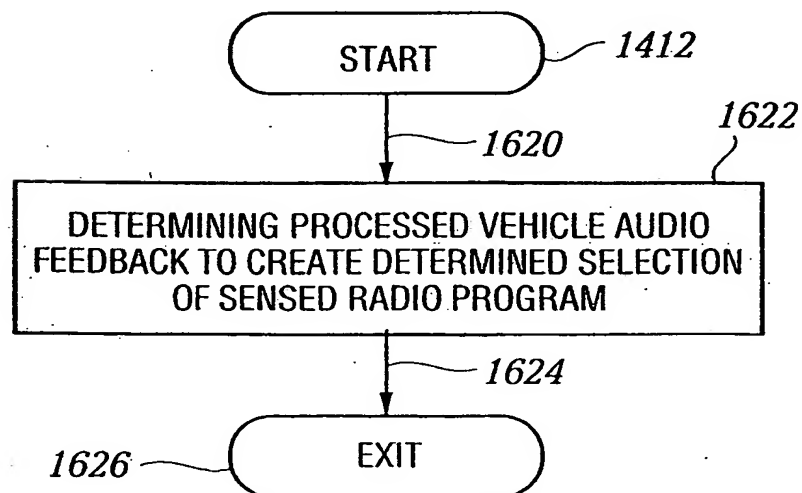 START
1412
1620
1622
DETERMINING PROCESSED VEHICLE AUDIO
FEEDBACK TO CREATE DETERMINED SELECTION
OF SENSED RADIO PROGRAM
1624
EXIT
1626